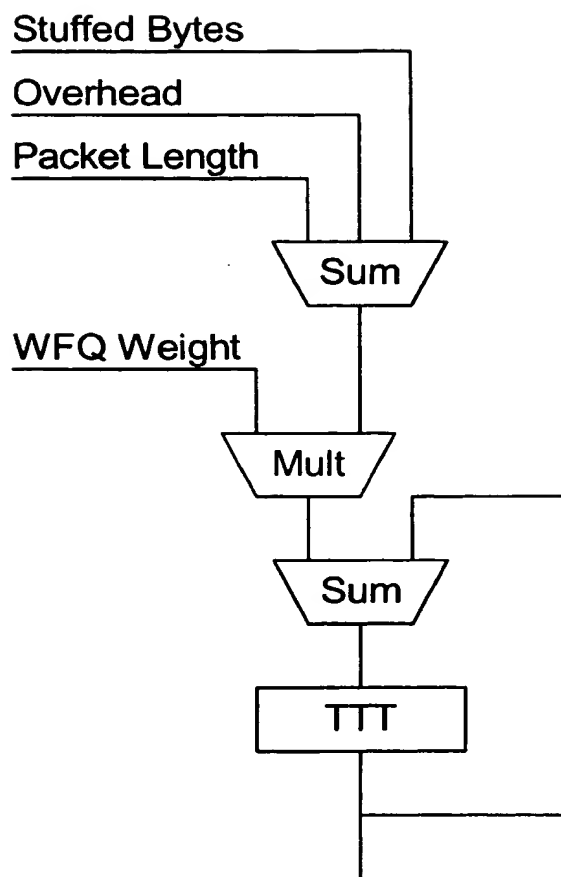 Stuffed Bytes
Overhead
Packet Length
Sum
WFQ Weight
Mult
Sum
TTT